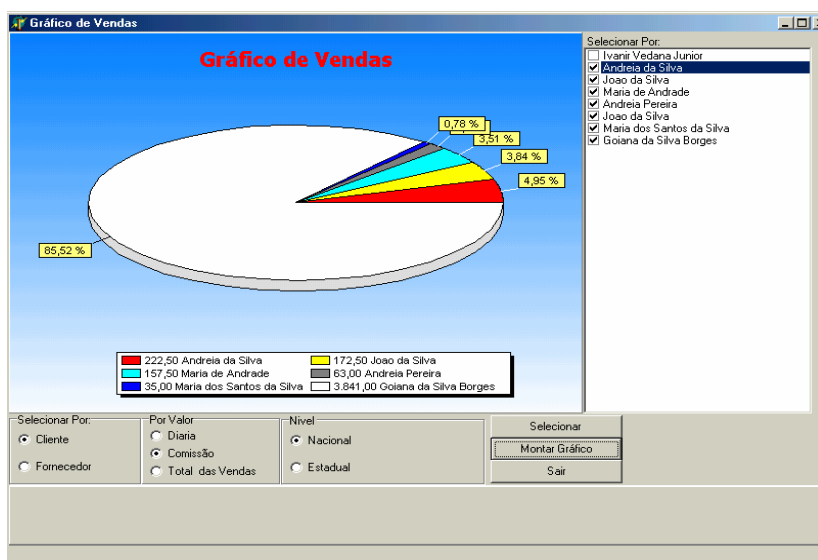 Gráfico de Vendas
Gráfico de Vendas
0,78 %
3,51 %
3,84 %
4,95 %
85,52 %
222,50 Andreia da Silva
172,50 Joao da Silva
157,50 Maria de Andrade
63,00 Andreia Pereira
35,00 Maria dos Santos da Silva
3.841,00 Goiana da Silva Borges
Selecionar Por:
Ivanir Vedana Junior
Andreia da Silva
Joao da Silva
Maria de Andrade
Andreia Pereira
Joao da Silva
Maria dos Santos da Silva
Goiana da Silva Borges
Selecionar Por:
Cliente
Fornecedor
Por Valor
Diaria
Comissão
Total das Vendas
Nivel
Nacional
Estadual
Selecionar
Montar Gráfico
Sair